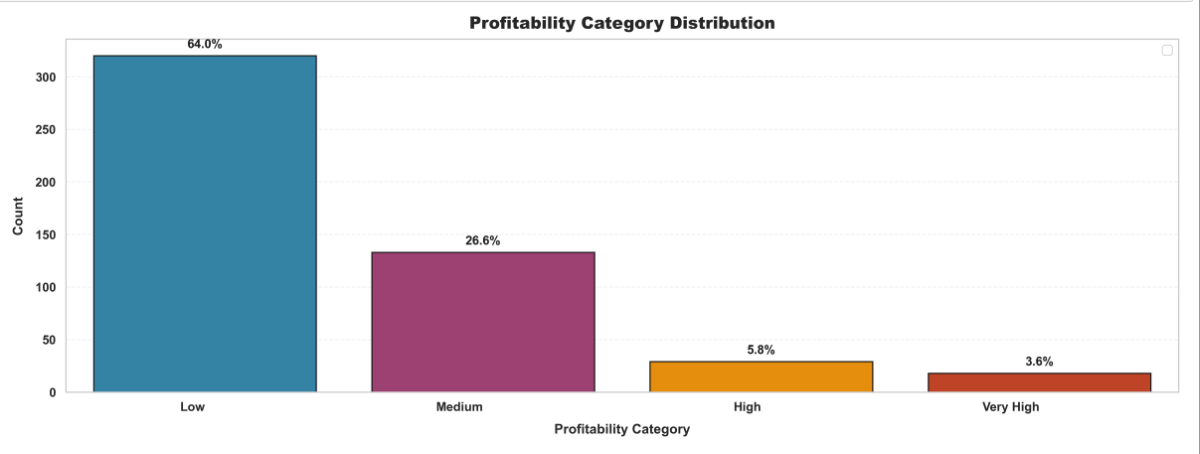 Profitability Category Distribution
64.0%
26.6%
5.8%
3.6%
300
250
200
150
100
50
0
Count
Low Medium High Very High
Profitability Category